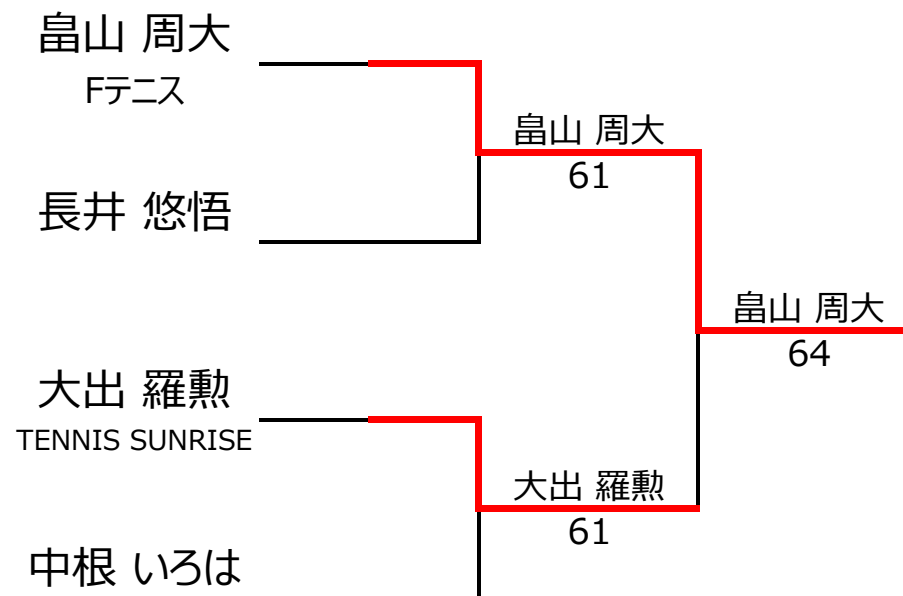 畠山 周大
Fテニス
畠山 周大
61
長井 悠悟
畠山 周大
64
大出 羅勲
TENNIS SUNRISE
大出 羅勲
61
中根 いろは